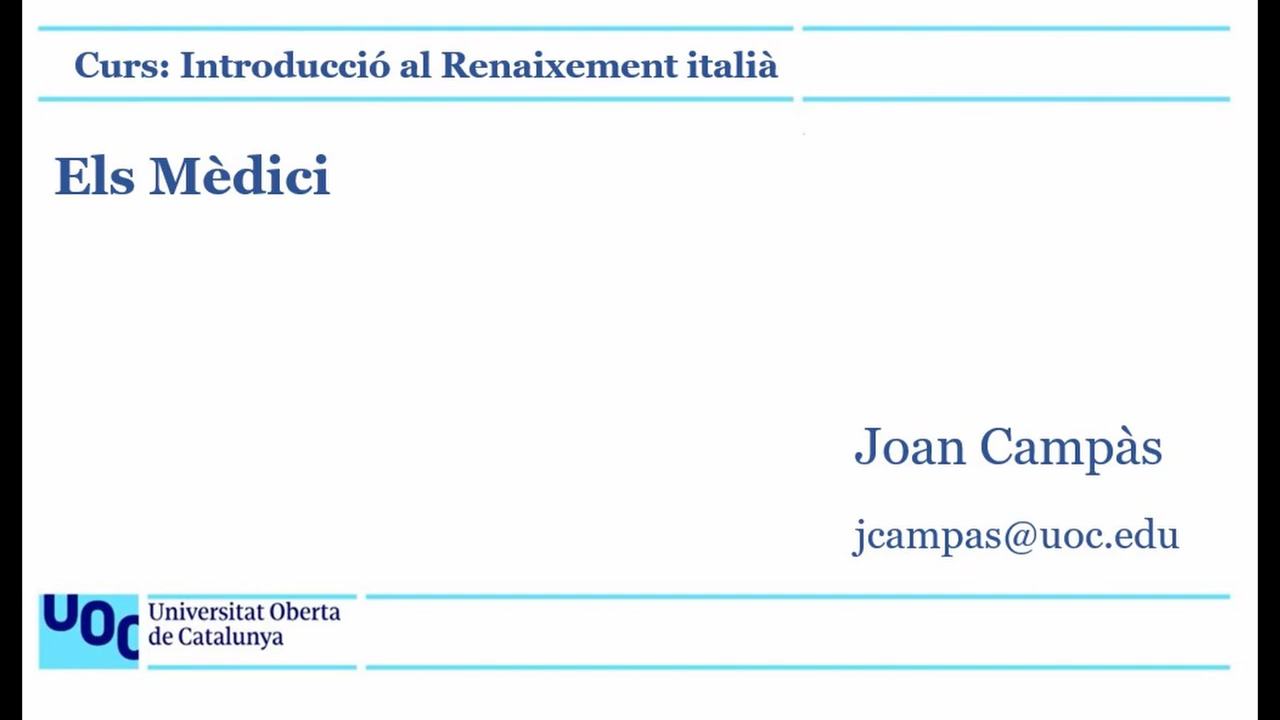 Curs: Introducció al Renaixement italià
Els Mèdici
Joan Campàs
jcampas@uoc.edu
UOC
Universitat Oberta
de Catalunya